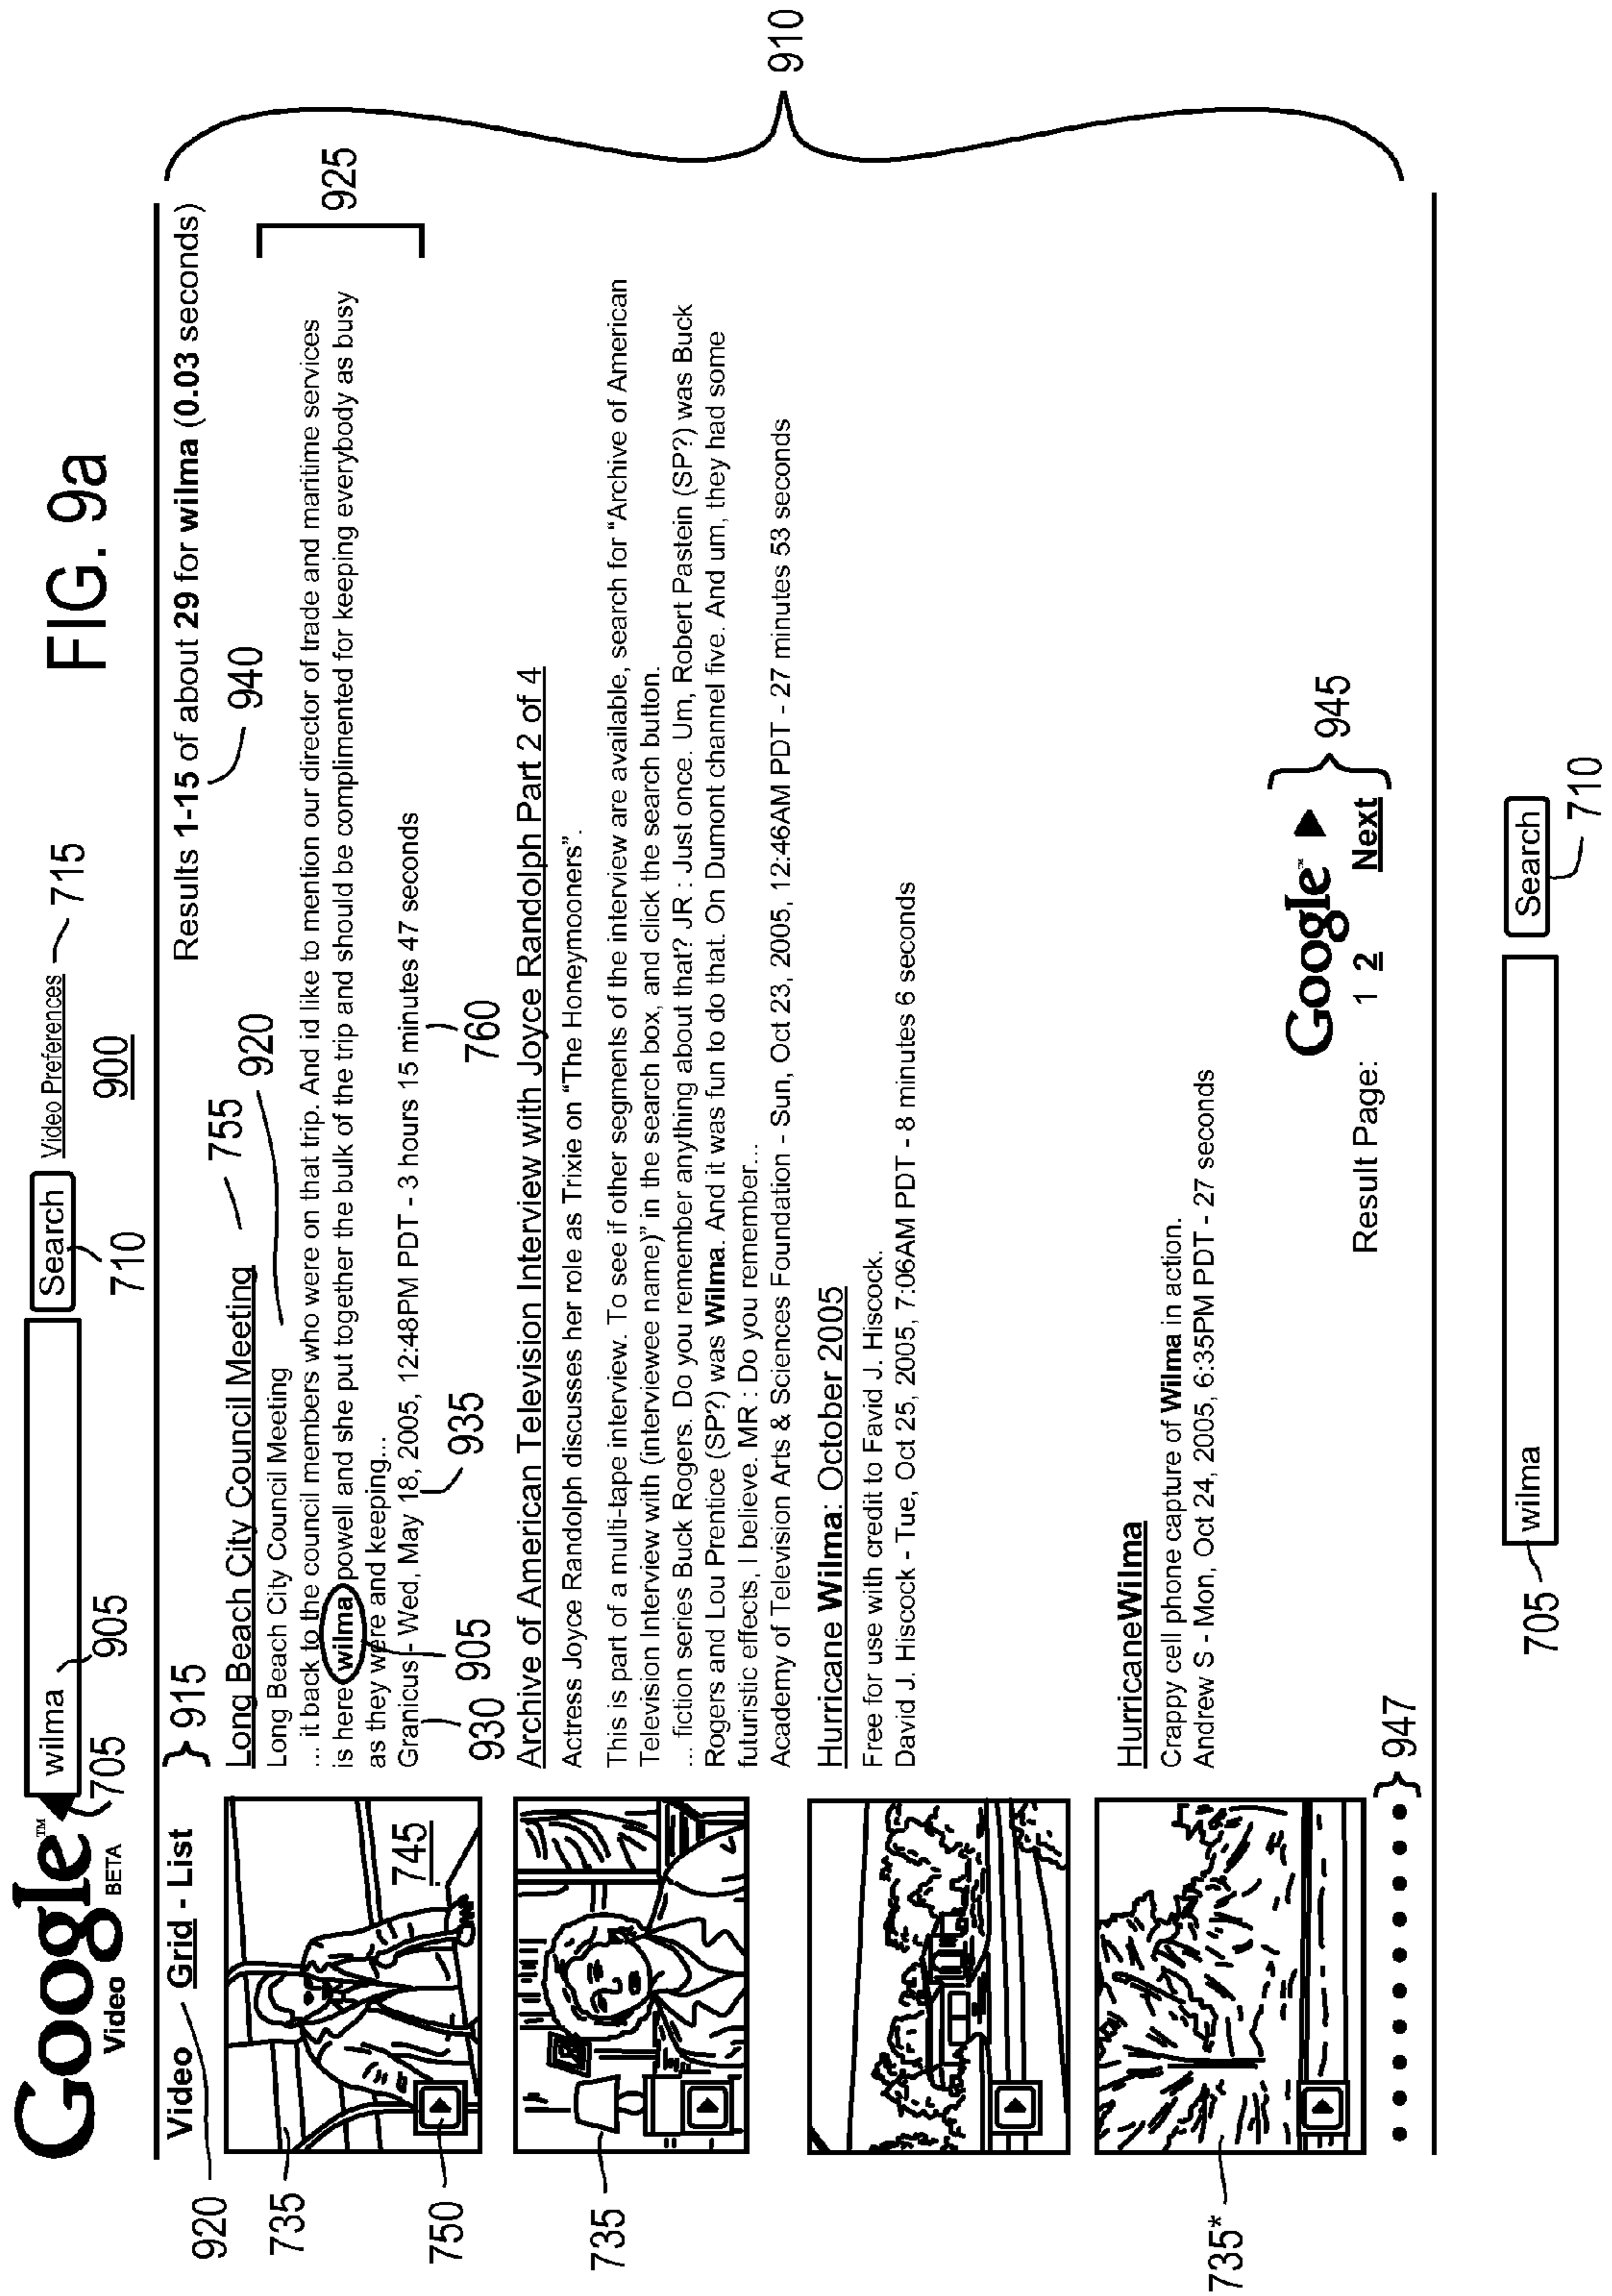 FIG. 9a
Google™
Video BETA
wilma
Search
Video Preferences
705
905
710
715
900
Video Grid - List
915
920
Results 1-15 of about 29 for wilma (0.03 seconds)
940
910
735
745
750
Long Beach City Council Meeting
755
Long Beach City Council Meeting
920
... it back to the council members who were on that trip. And id like to mention our director of trade and maritime services
is here wilma powell and she put together the bulk of the trip and should be complimented for keeping everybody as busy
as they were and keeping...
Granicus - Wed, May 18, 2005, 12:48PM PDT - 3 hours 15 minutes 47 seconds
925
930
905
935
760
735
Archive of American Television Interview with Joyce Randolph Part 2 of 4
Actress Joyce Randolph discusses her role as Trixie on "The Honeymooners".
This is part of a multi-tape interview. To see if other segments of the interview are available, search for "Archive of American
Television Interview with (interviewee name)" in the search box, and click the search button.
... fiction series Buck Rogers. Do you remember anything about that? JR : Just once. Um, Robert Pastein (SP?) was Buck
Rogers and Lou Prentice (SP?) was Wilma. And it was fun to do that. On Dumont channel five. And um, they had some
futuristic effects, I believe. MR : Do you remember...
Academy of Television Arts & Sciences Foundation - Sun, Oct 23, 2005, 12:46AM PDT - 27 minutes 53 seconds
Hurricane Wilma: October 2005
Free for use with credit to Favid J. Hiscock.
David J. Hiscock - Tue, Oct 25, 2005, 7:06AM PDT - 8 minutes 6 seconds
735*
HurricaneWilma
Crappy cell phone capture of Wilma in action.
Andrew S - Mon, Oct 24, 2005, 6:35PM PDT - 27 seconds
947
Google™
Result Page: 1 2 Next
945
wilma
Search
705
710